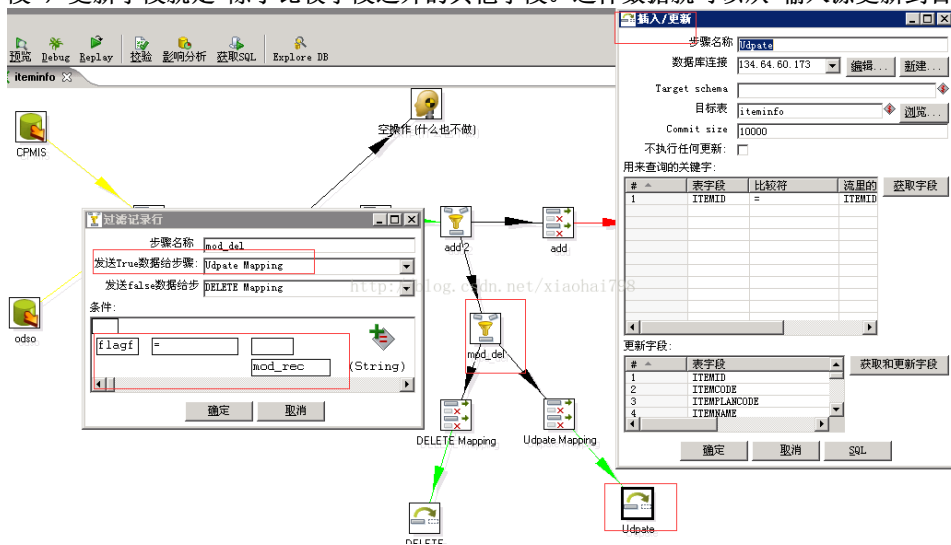 预览 Debug Replay 校验 影响分析 获取SQL Explore DB
iteminfo
CPMIS
空操作 (什么也不做)
odso
add 2
add
mod_del
DELETE Mapping
Udpate Mapping
DELETE
Udpate
过滤记录行
步骤名称 mod_del
发送True数据给步骤: Udpate Mapping
发送false数据给步 DELETE Mapping
条件:
flagf =
mod_rec (String)
确定 取消
http://blog.csdn.net/xiaohai798
插入/更新
步骤名称 Udpate
数据库连接 134.64.60.173 编辑... 新建...
Target schema
目标表 iteminfo 浏览...
Commit size 10000
不执行任何更新:
用来查询的关键字:
# 表字段 比较符 流里的 获取字段
1 ITEMID = ITEMID
更新字段:
# 表字段 获取和更新字段
1 ITEMID
2 ITEMCODE
3 ITEMPLANCODE
4 ITEMNAME
确定 取消 SQL